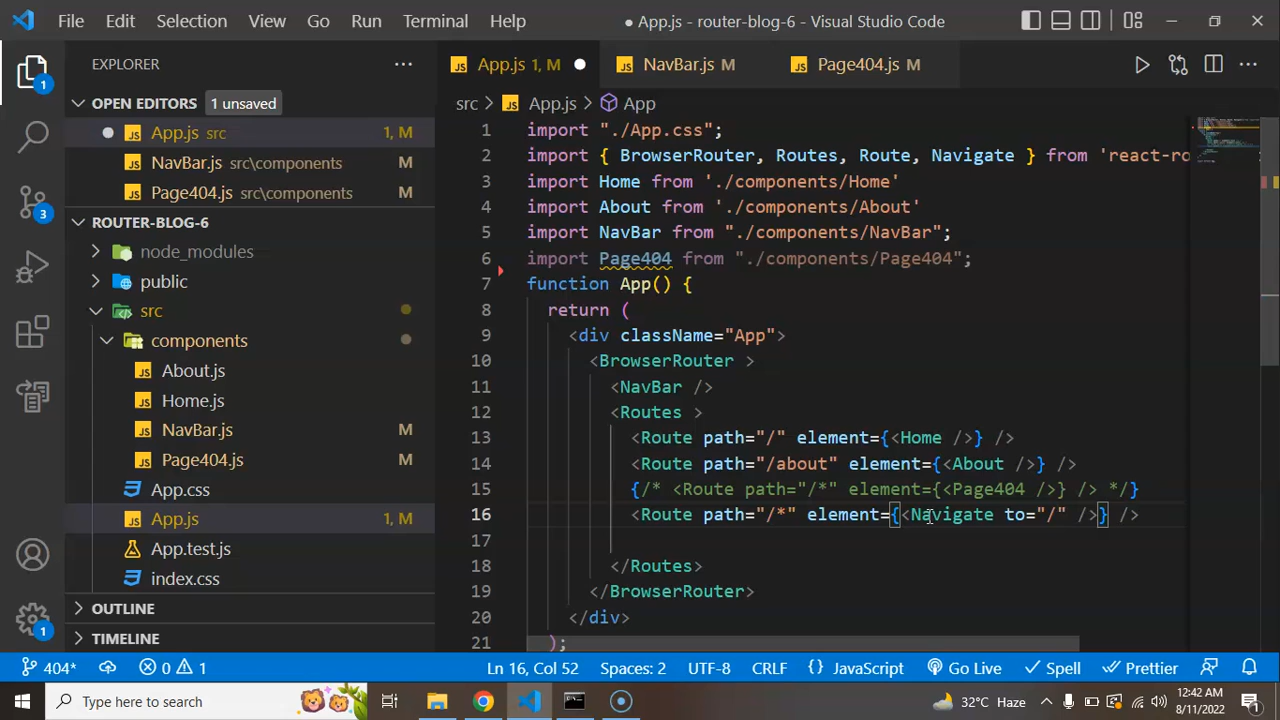 File Edit Selection View Go Run Terminal Help ● App.js - router-blog-6 - Visual Studio Code
EXPLORER
OPEN EDITORS 1 unsaved
App.js src 1, M
NavBar.js src\components M
Page404.js src\components M
ROUTER-BLOG-6
node_modules
public
src
components
About.js
Home.js
NavBar.js M
Page404.js M
App.css
App.js 1, M
App.test.js
index.css
OUTLINE
TIMELINE
1
3
1
App.js 1, M ● NavBar.js M Page404.js M
src > App.js > App
1 import "./App.css";
2 import { BrowserRouter, Routes, Route, Navigate } from 'react-ro
3 import Home from './components/Home'
4 import About from './components/About'
5 import NavBar from "./components/NavBar";
6 import Page404 from "./components/Page404";
7 function App() {
8 return (
9 <div className="App">
10 <BrowserRouter >
11 <NavBar />
12 <Routes >
13 <Route path="/" element={<Home />} />
14 <Route path="/about" element={<About />} />
15 {/* <Route path="/*" element={<Page404 />} /> */}
16 <Route path="/*" element={<Navigate to="/" />} />
17
18 </Routes>
19 </BrowserRouter>
20 </div>
21 );
404* 0 1 Ln 16, Col 52 Spaces: 2 UTF-8 CRLF {} JavaScript Go Live Spell Prettier
Type here to search 32°C Haze 12:42 AM
8/11/2022 1